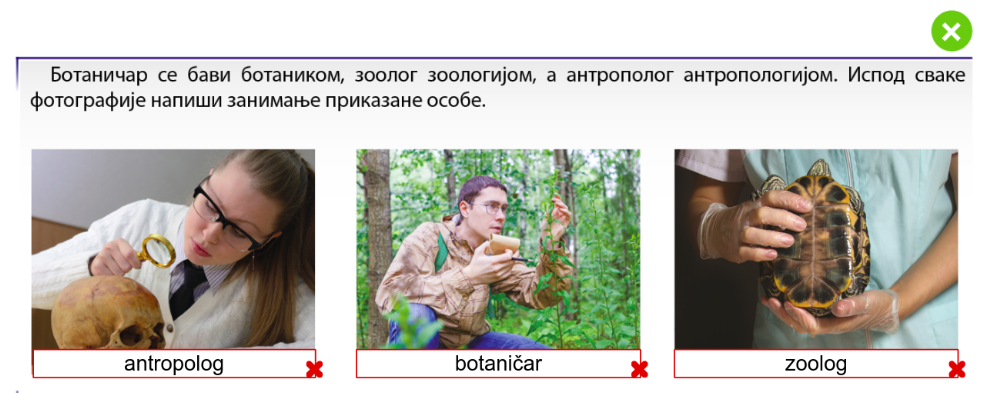 Ботаничар се бави ботаником, зоолог зоологијом, а антрополог антропологијом. Испод сваке
фотографије напиши занимање приказане особе.
antropolog
botaničar
zoolog